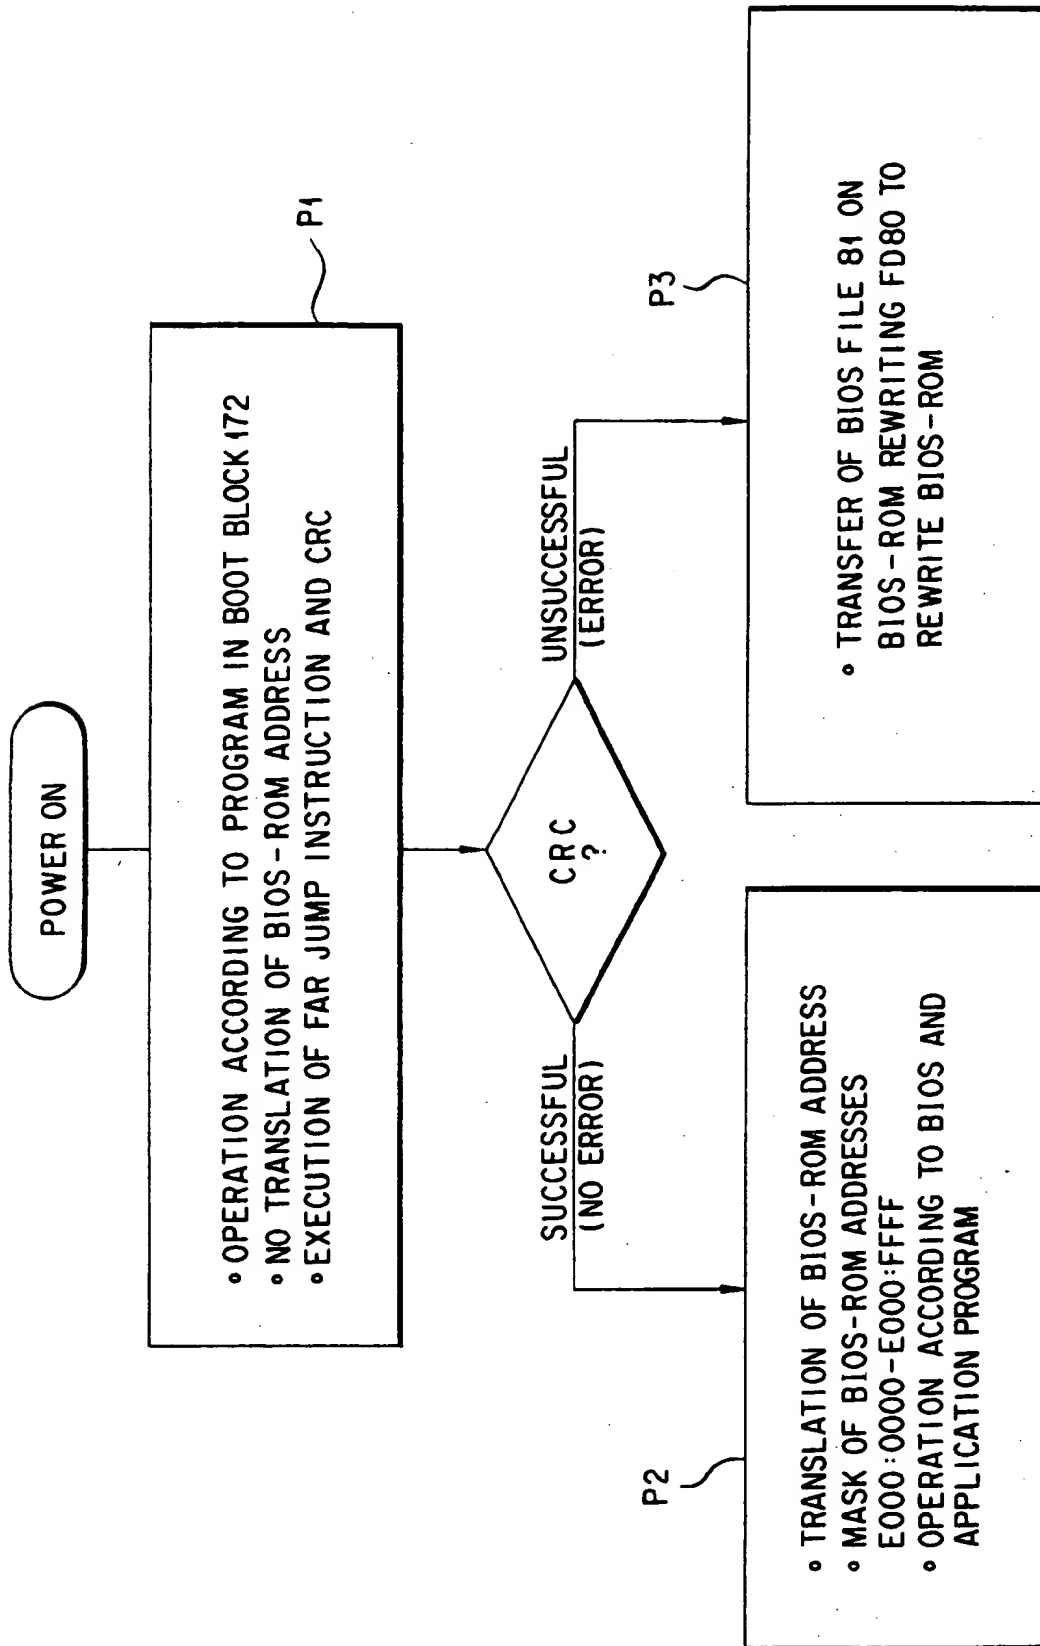 POWER ON
P1
• OPERATION ACCORDING TO PROGRAM IN BOOT BLOCK 172
• NO TRANSLATION OF BIOS-ROM ADDRESS
• EXECUTION OF FAR JUMP INSTRUCTION AND CRC
CRC
?
SUCCESSFUL
(NO ERROR)
UNSUCCESSFUL
(ERROR)
P2
• TRANSLATION OF BIOS-ROM ADDRESS
• MASK OF BIOS-ROM ADDRESSES
E000:0000-E000:FFFF
• OPERATION ACCORDING TO BIOS AND
APPLICATION PROGRAM
P3
• TRANSFER OF BIOS FILE 81 ON
BIOS-ROM REWRITING FD80 TO
REWRITE BIOS-ROM